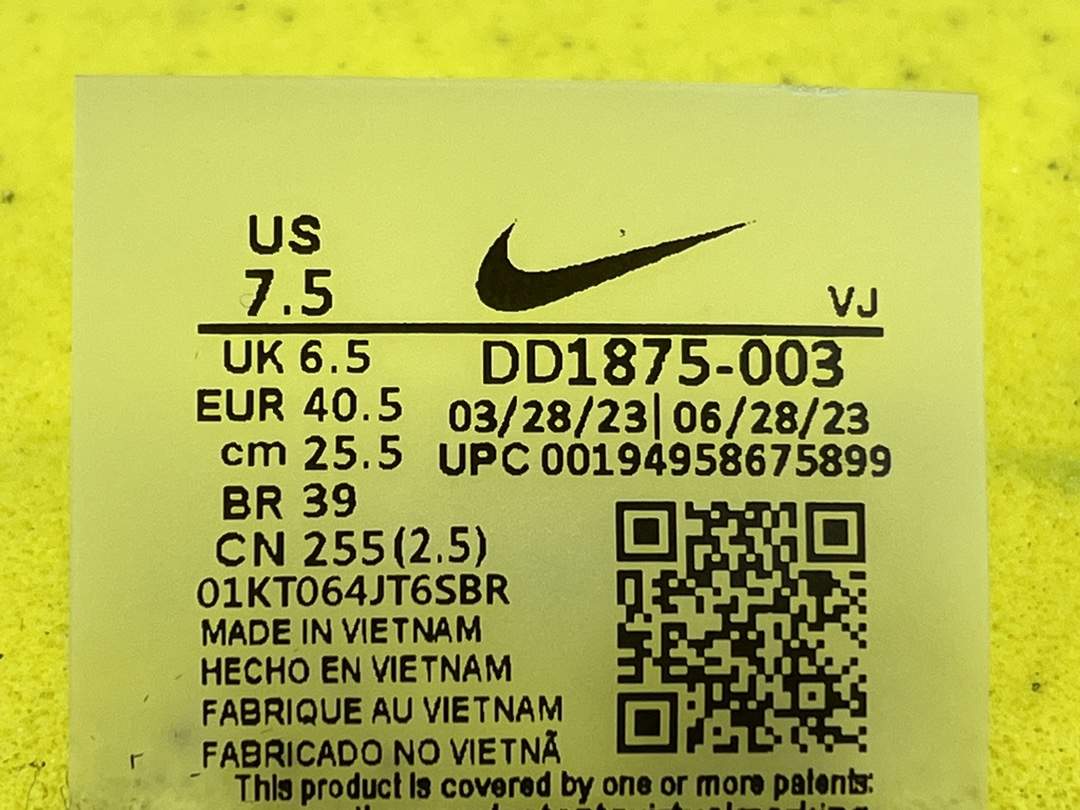 US
7.5
VJ
UK 6.5
DD1875-003
EUR 40.5
03/28/23| 06/28/23
cm 25.5
UPC 00194958675899
BR 39
CN 255(2.5)
01KT064JT6SBR
MADE IN VIETNAM
HECHO EN VIETNAM
FABRIQUE AU VIETNAM
FABRICADO NO VIETNÃ
This product is covered by one or more patents: